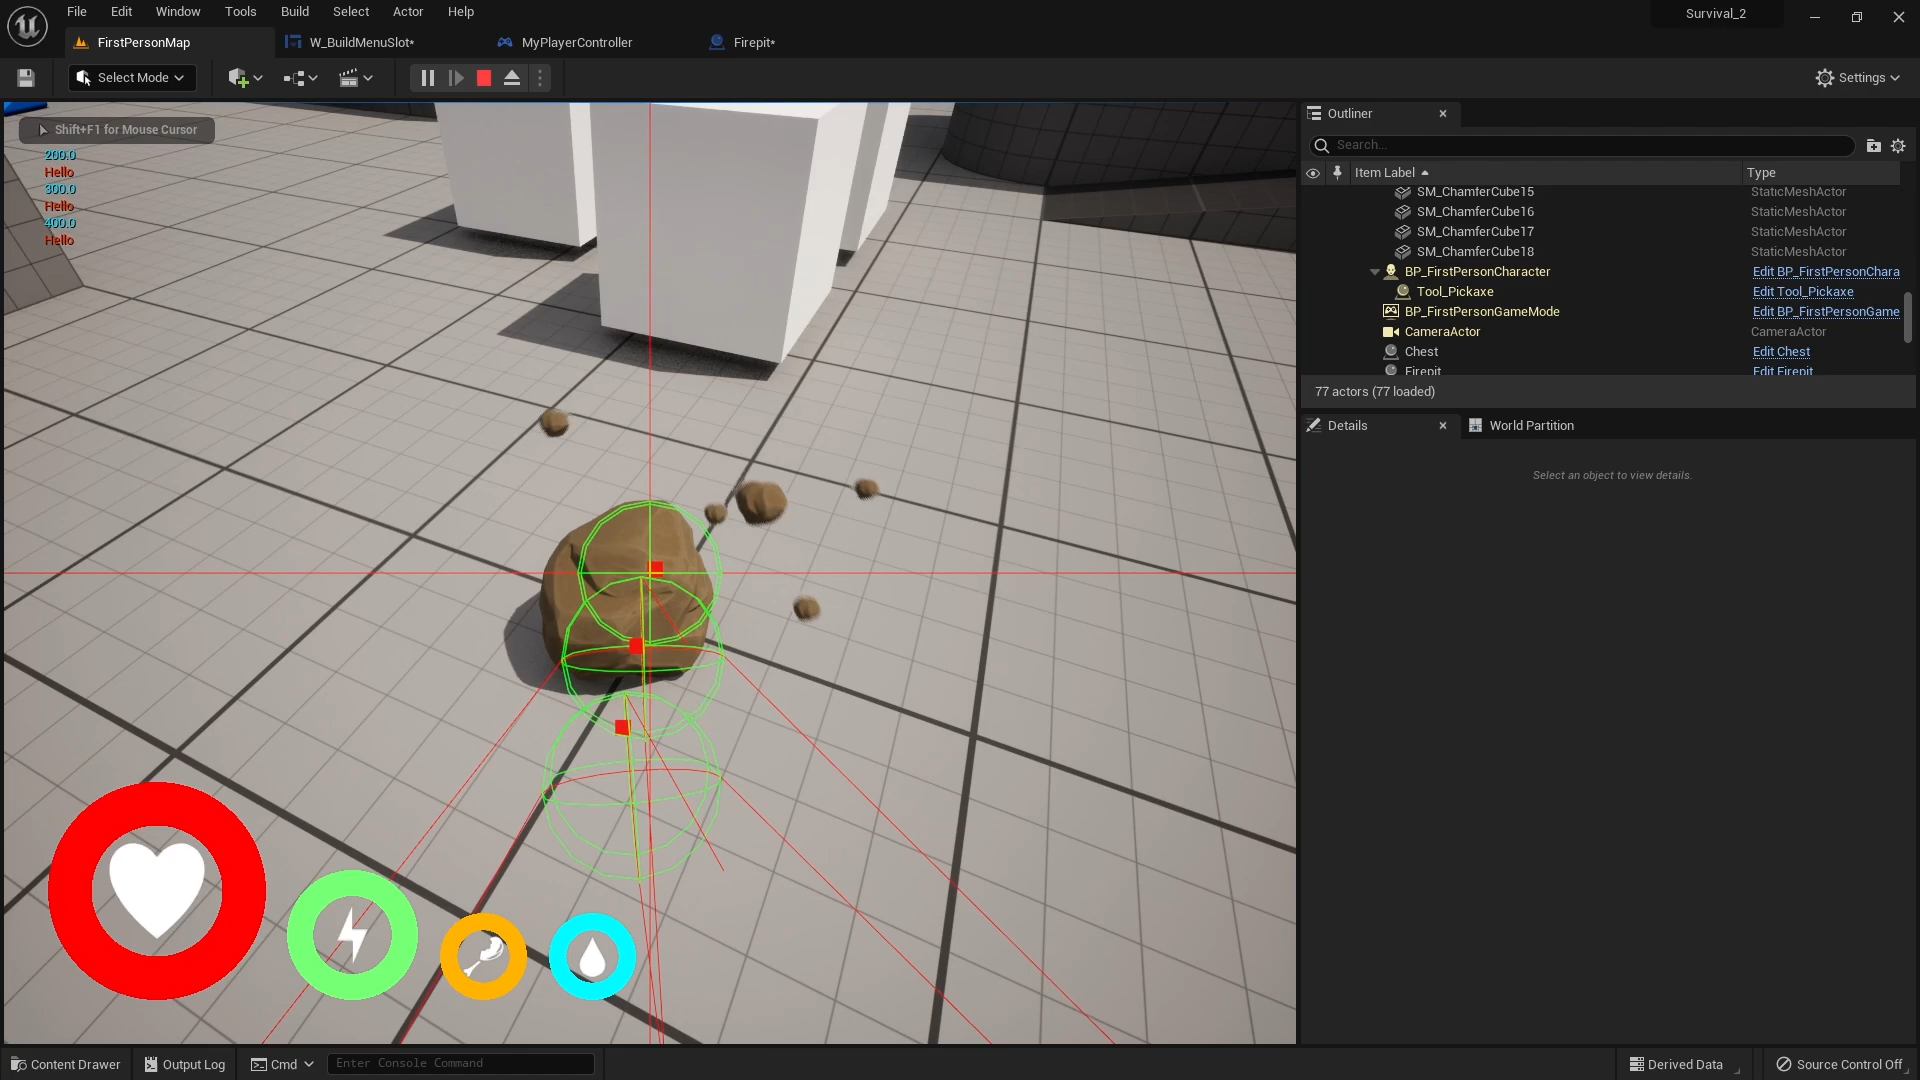 File Edit Window Tools Build Select Actor Help
Survival_2
FirstPersonMap
W_BuildMenuSlot*
MyPlayerController
Firepit*
Select Mode
Settings
Shift+F1 for Mouse Cursor
200.0
Hello
300.0
Hello
400.0
Hello
Outliner
Search...
Item Label
Type
SM_ChamferCube15 StaticMeshActor
SM_ChamferCube16 StaticMeshActor
SM_ChamferCube17 StaticMeshActor
SM_ChamferCube18 StaticMeshActor
BP_FirstPersonCharacter Edit BP_FirstPersonChara
Tool_Pickaxe Edit Tool_Pickaxe
BP_FirstPersonGameMode Edit BP_FirstPersonGame
CameraActor CameraActor
Chest Edit Chest
Firepit Edit Firepit
77 actors (77 loaded)
Details
World Partition
Select an object to view details.
Content Drawer
Output Log
Cmd
Enter Console Command
Derived Data
Source Control Off